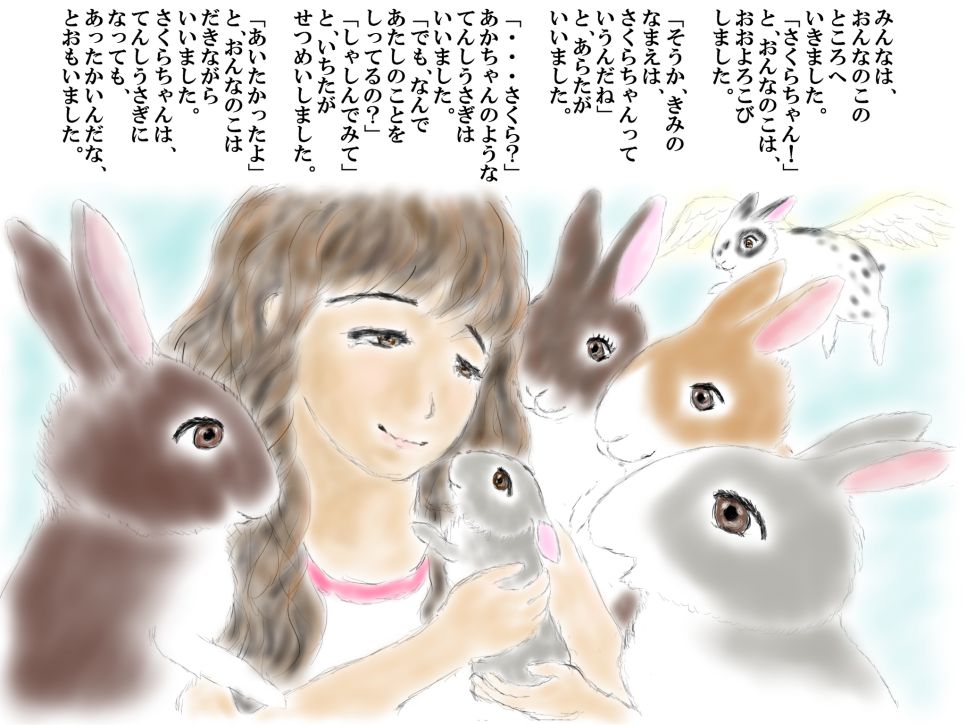 みんなは、
おんなのこの
ところへ
いきました。
「さくらちゃん!」
と、おんなのこは、
おおよろこび
しました。
「そうか、きみの
なまえは、
さくらちゃんって
いうんだね」
と、あらたが
いいました。
「・・・さくら?」
あかちゃんのような
てんしうさぎは
いいました。
「でも、なんで
あたしのことを
しってるの?」
「しゃしんでみて」
と、いちたが
せつめいしました。
「あいたかったよ」
と、おんなのこは
だきながら
いいました。
さくらちゃんは、
てんしうさぎに
なっても、
あったかいんだな、
とおもいました。